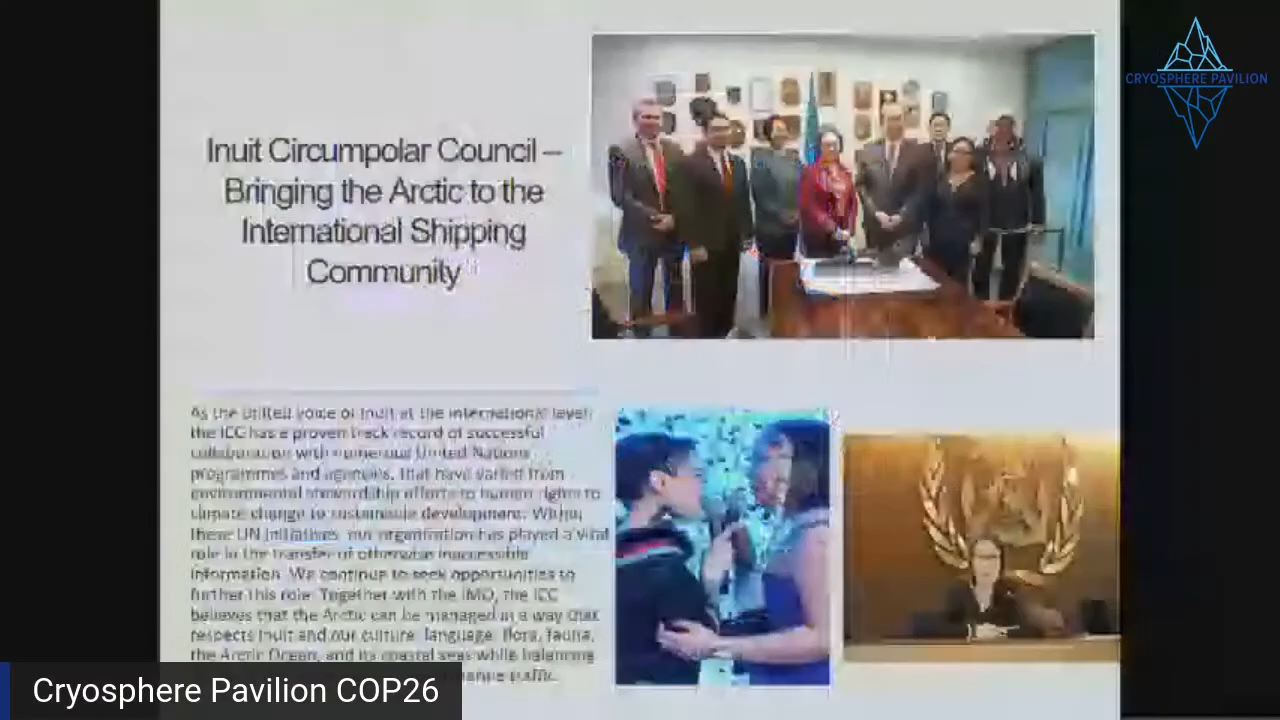 Inuit Circumpolar Council –
Bringing the Arctic to the
International Shipping
Community
CRYOSPHERE PAVILION
As the united voice of Inuit at the international level,
the ICC has a proven track record of successful
collaboration with numerous United Nations
programmes and agencies, that have varied from
environmental stewardship efforts to human rights to
climate change to sustainable development. Within
these UN initiatives, our organization has played a vital
role in the transfer of otherwise inaccessible
information. We continue to seek opportunities to
further this role. Together with the IMO, the ICC
believes that the Arctic can be managed in a way that
respects Inuit and our culture, language, flora, fauna,
the Arctic Ocean, and its coastal seas while balancing
traffic.
Cryosphere Pavilion COP26